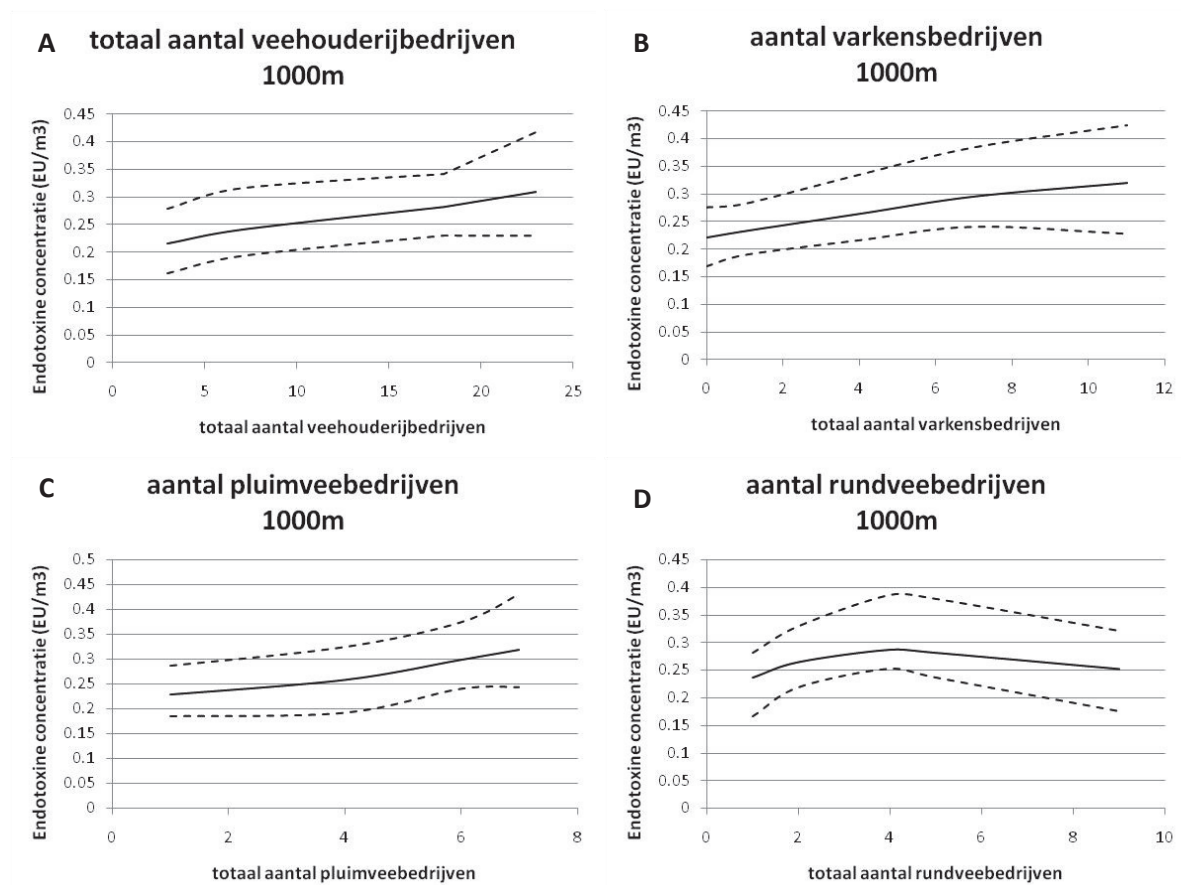 A totaal aantal veehouderijbedrijven
1000m
Endotoxine concentratie (EU/m3)
0.45
0.4
0.35
0.3
0.25
0.2
0.15
0.1
0.05
0
0 5 10 15 20 25
totaal aantal veehouderijbedrijven
B aantal varkensbedrijven
1000m
Endotoxine concentratie (EU/m3)
0.45
0.4
0.35
0.3
0.25
0.2
0.15
0.1
0.05
0
0 2 4 6 8 10 12
totaal aantal varkensbedrijven
C aantal pluimveebedrijven
1000m
Endotoxine concentratie (EU/m3)
0.5
0.45
0.4
0.35
0.3
0.25
0.2
0.15
0.1
0.05
0
0 2 4 6 8
totaal aantal pluimveebedrijven
D aantal rundveebedrijven
1000m
Endotoxine concentratie (EU/m3)
0.45
0.4
0.35
0.3
0.25
0.2
0.15
0.1
0.05
0
0 2 4 6 8 10
totaal aantal rundveebedrijven